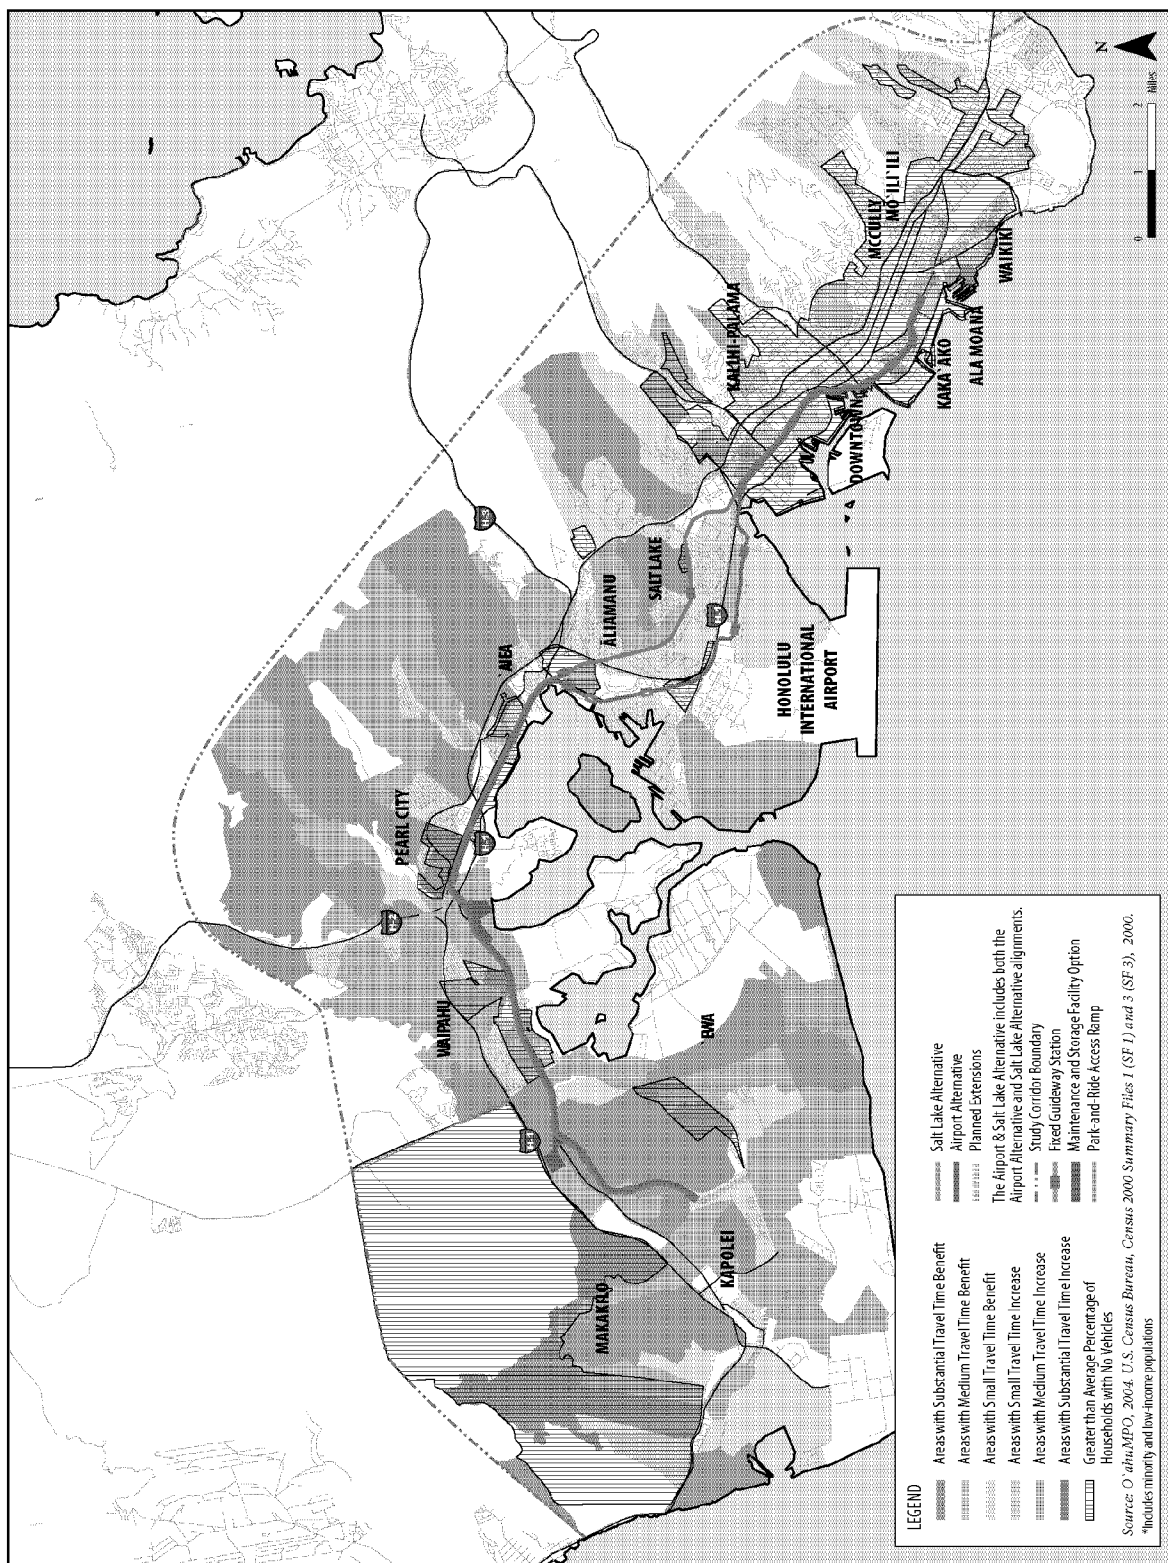 N
0
1
2
Miles
WAIKIKI
MCCULLY
MO`ILI`ILI
ALA MOANA
KAKA`AKO
KALIHI-PALAMA
DOWNTOWN
SALT LAKE
ĀLIAMANU
HONOLULU
INTERNATIONAL
AIRPORT
`AIEA
PEARL CITY
WAIPAHU
`EWA
MAKAKILO
KAPOLEI
LEGEND
Areas with Substantial Travel Time Benefit
Areas with Medium Travel Time Benefit
Areas with Small Travel Time Benefit
Areas with Small Travel Time Increase
Areas with Medium Travel Time Increase
Areas with Substantial Travel Time Increase
Greater than Average Percentage of
Households with No Vehicles
Salt Lake Alternative
Airport Alternative
Planned Extensions
The Airport & Salt Lake Alternative includes both the
Airport Alternative and Salt Lake Alternative alignments.
Study Corridor Boundary
Fixed Guideway Station
Maintenance and Storage Facility Option
Park-and-Ride Access Ramp
Source: O`ahu MPO, 2004. U.S. Census Bureau, Census 2000 Summary Files 1 (SF 1) and 3 (SF 3), 2000.
*Includes minority and low-income populations